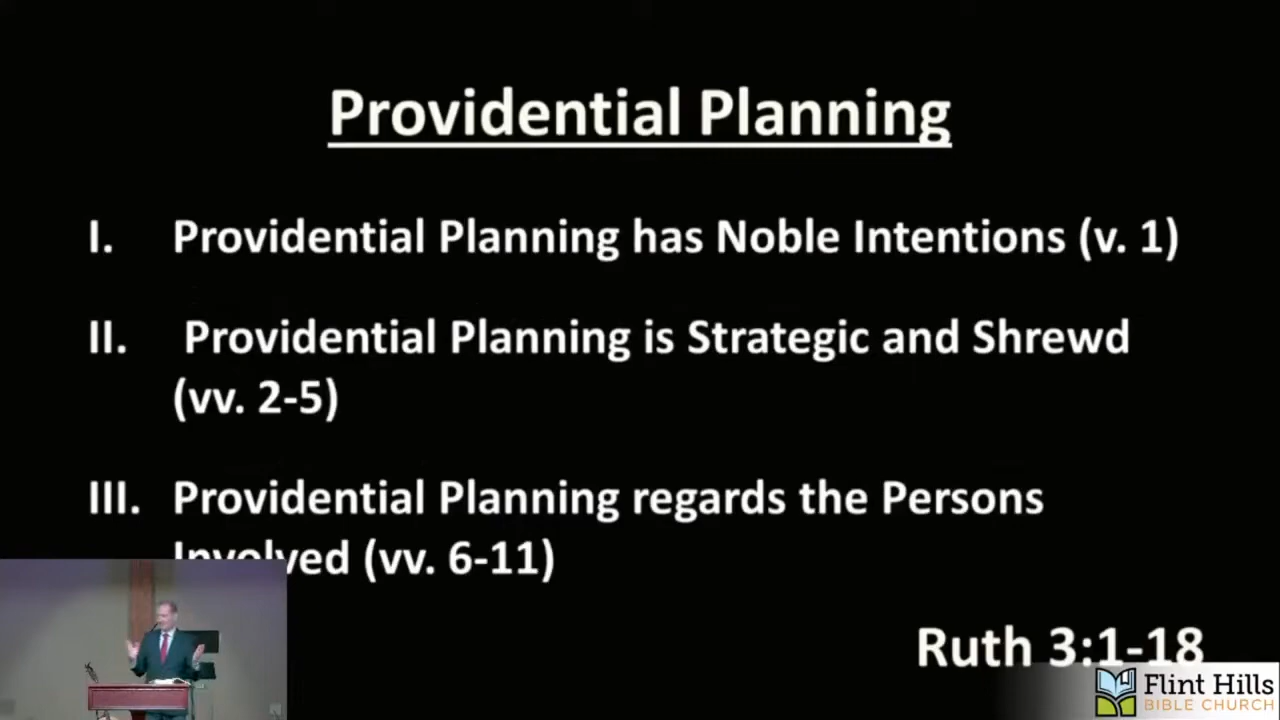 Providential Planning
I. Providential Planning has Noble Intentions (v. 1)
II. Providential Planning is Strategic and Shrewd
(vv. 2-5)
III. Providential Planning regards the Persons
Involved (vv. 6-11)
Ruth 3:1-18
Flint Hills
BIBLE CHURCH